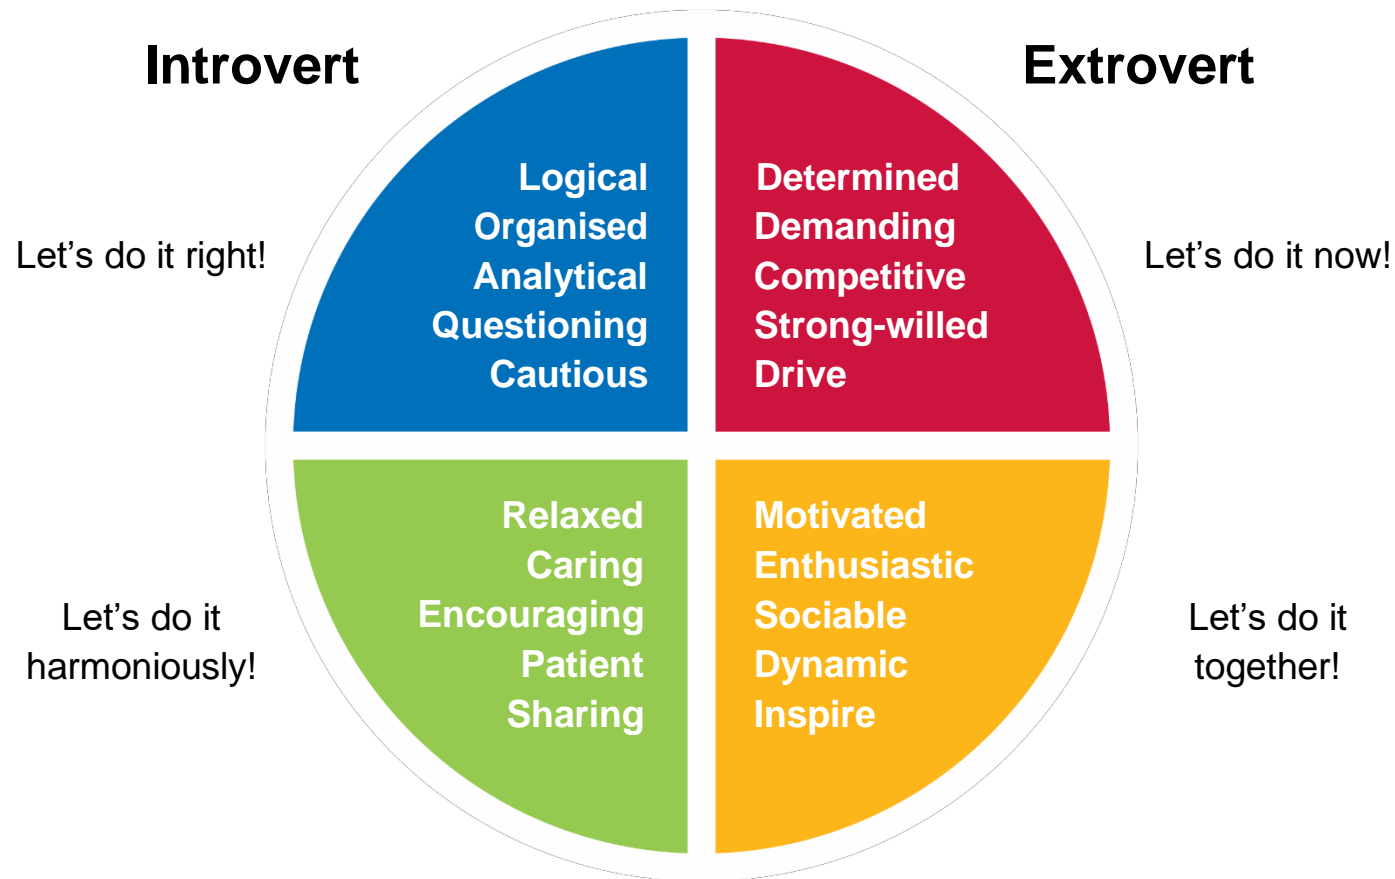 Introvert
Extrovert
Let’s do it right!
Logical
Organised
Analytical
Questioning
Cautious
Determined
Demanding
Competitive
Strong-willed
Drive
Let’s do it now!
Let’s do it
harmoniously!
Relaxed
Caring
Encouraging
Patient
Sharing
Motivated
Enthusiastic
Sociable
Dynamic
Inspire
Let’s do it
together!